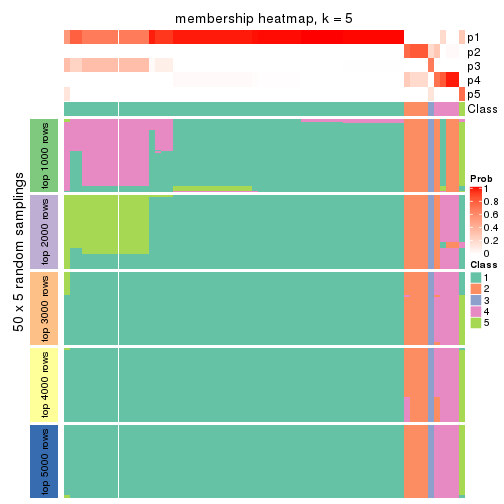 membership heatmap, k = 5
p1
p2
p3
p4
p5
Class
50 x 5 random samplings
top 1000 rows
top 2000 rows
top 3000 rows
top 4000 rows
top 5000 rows
Prob
1
0.8
0.6
0.4
0.2
0
Class
1
2
3
4
5